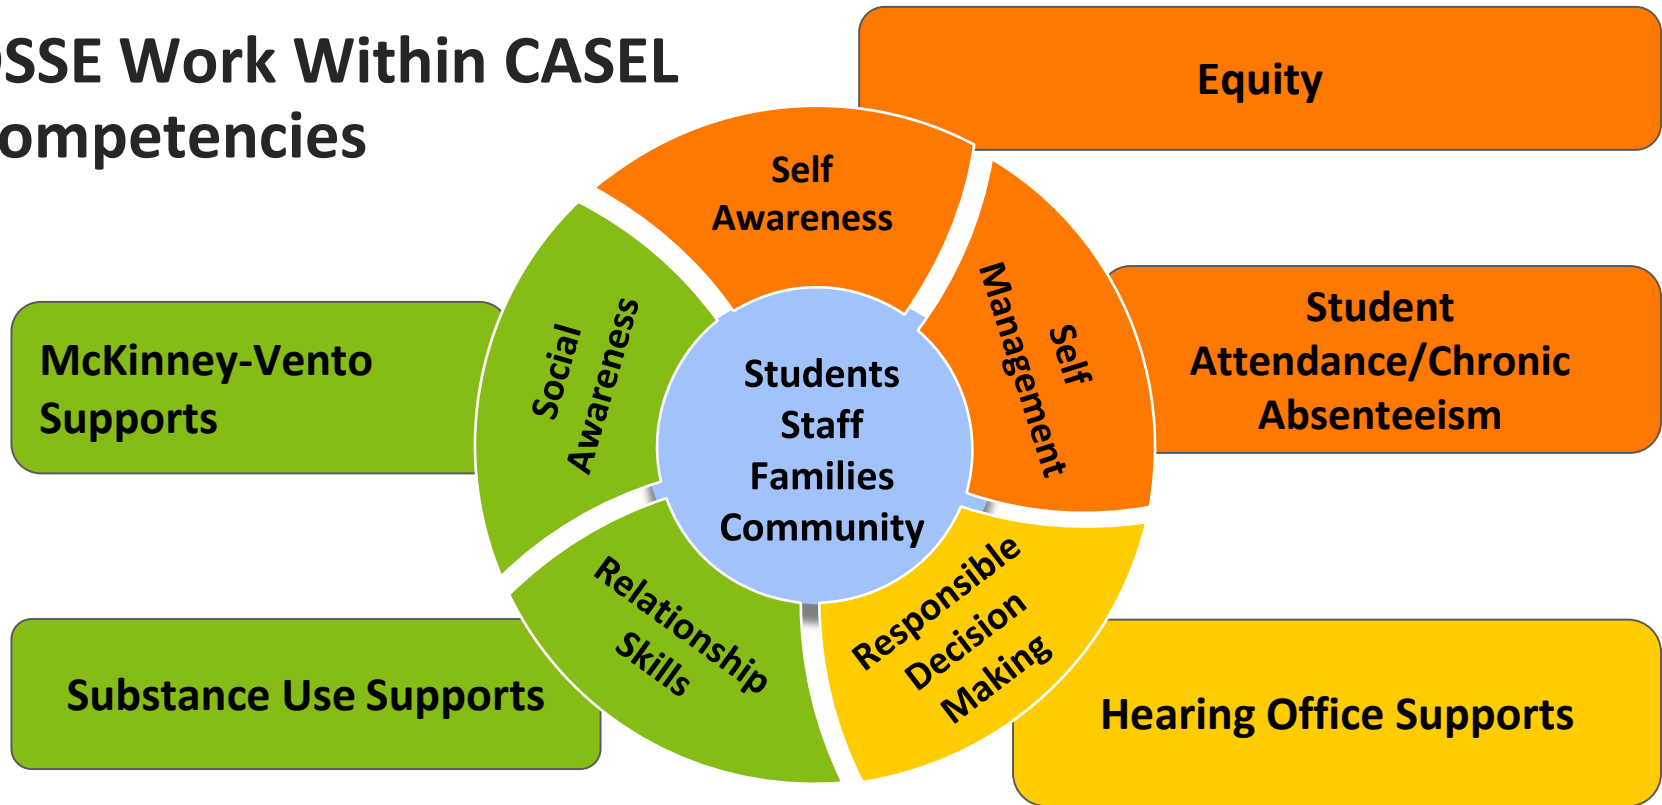 OSSE Work Within CASEL
ompetencies
Equity
Self
Awareness
Self
Management
Student
Attendance/Chronic
Absenteeism
Social
Awareness
McKinney-Vento
Supports
Students
Staff
Families
Community
Relationship
Skills
Responsible
Decision
Making
Substance Use Supports
Hearing Office Supports